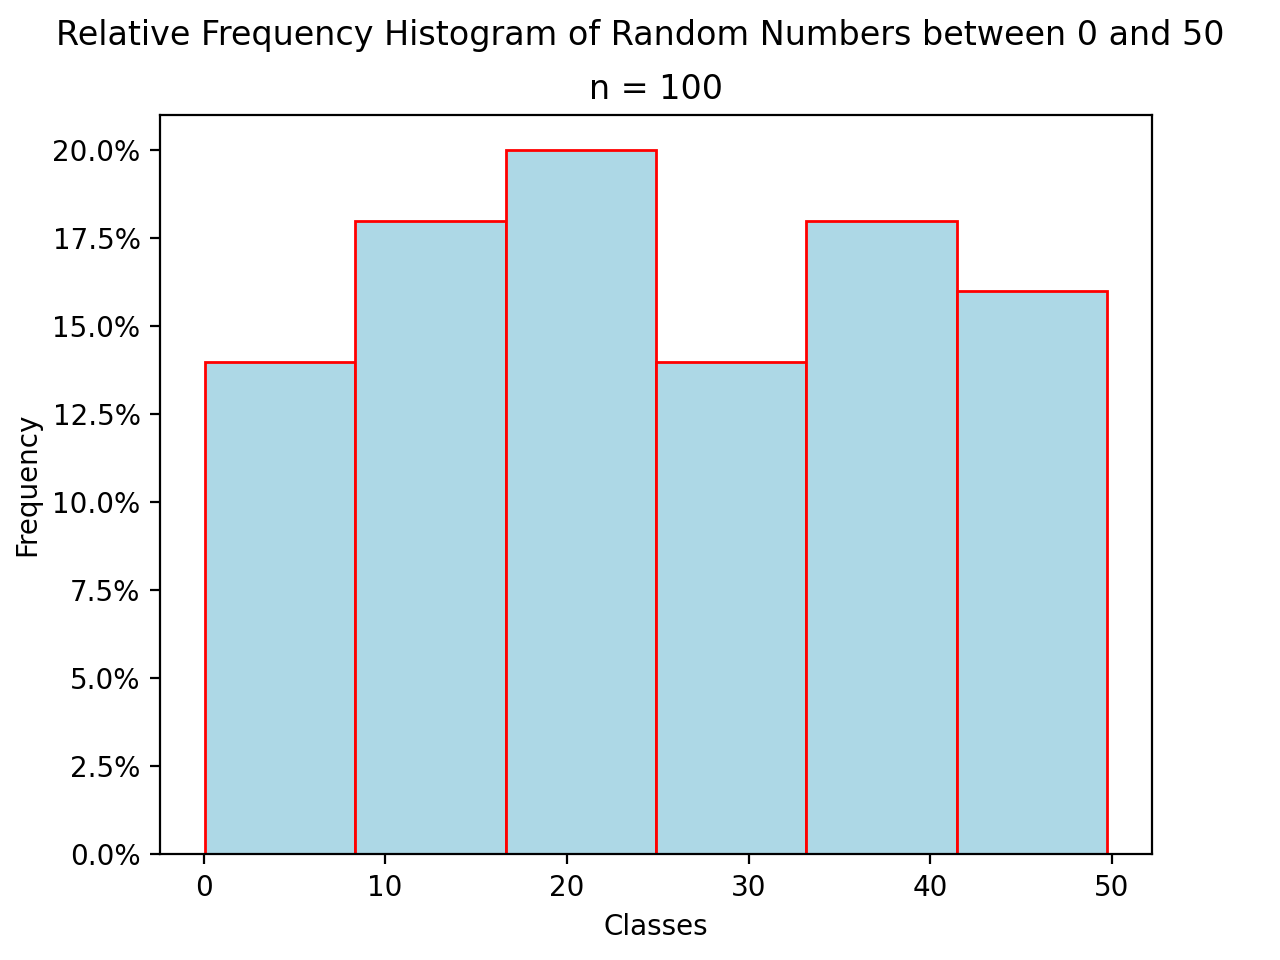 Relative Frequency Histogram of Random Numbers between 0 and 50
n = 100
20.0%
17.5%
15.0%
12.5%
10.0%
7.5%
5.0%
2.5%
0.0%
Frequency
0 10 20 30 40 50
Classes